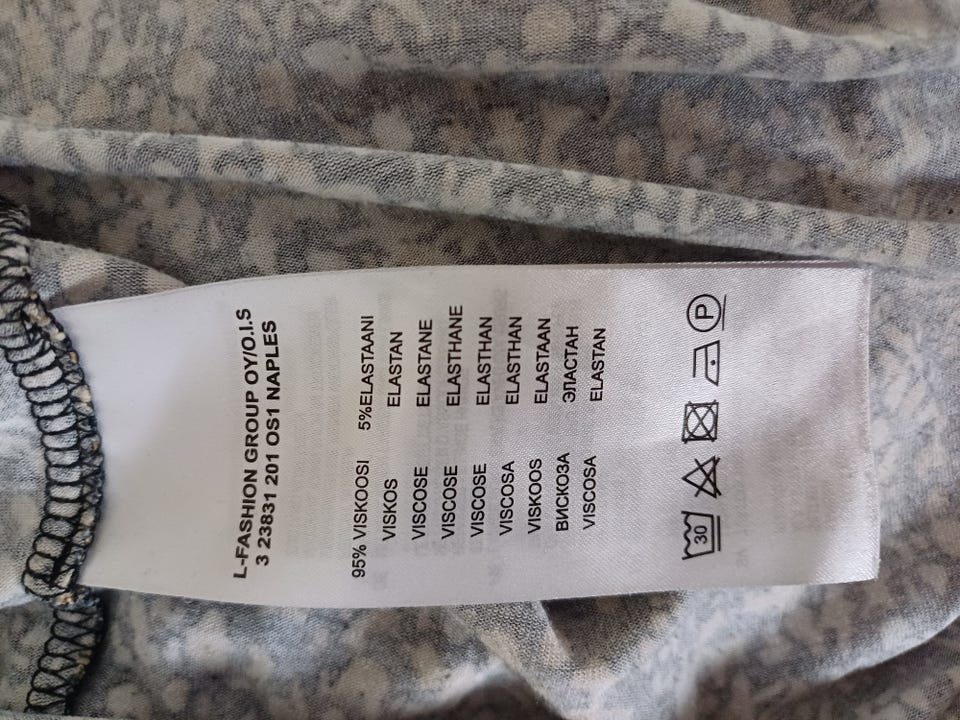 L-FASHION GROUP OY/O.I.S
3 23831 201 OS1 NAPLES
95% VISKOOSI 5%ELASTAANI
VISKOS ELASTAN
VISCOSE ELASTANE
VISCOSE ELASTHANE
VISCOSE ELASTHAN
VISCOSA ELASTHAN
VISKOOS ELASTAAN
ВИСКОЗА ЭЛАСТАН
VISCOSA ELASTAN
30 P